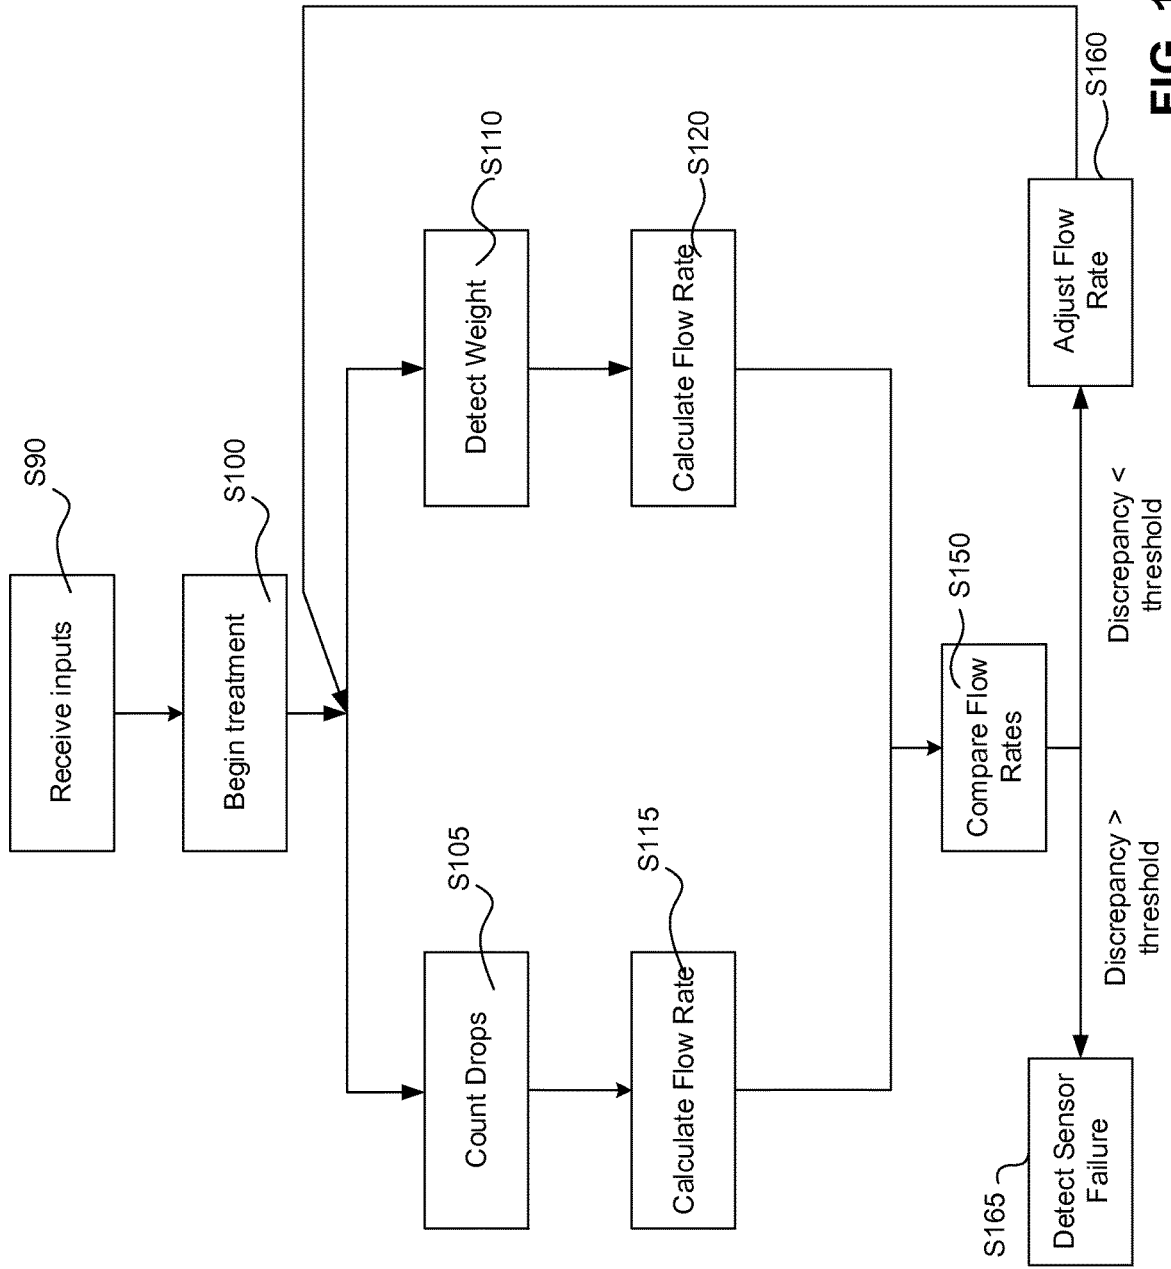 S90
Receive inputs
S100
Begin treatment
S105
Count Drops
S110
Detect Weight
S115
Calculate Flow Rate
S120
Calculate Flow Rate
S150
Compare Flow
Rates
Discrepancy >
threshold
Discrepancy <
threshold
S165
Detect Sensor
Failure
S160
Adjust Flow
Rate
FIG. 1